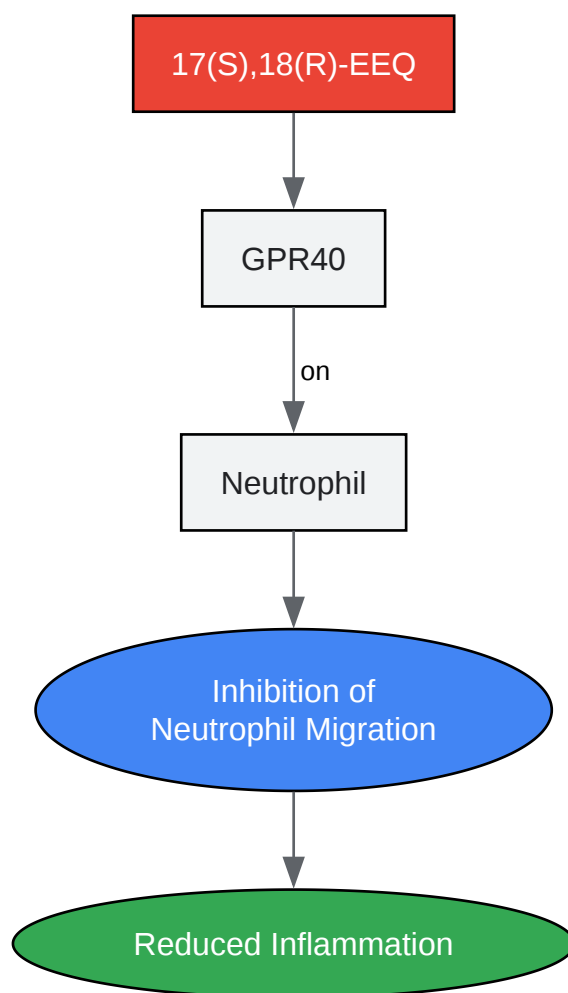 17(S),18(R)-EEQ
GPR40
on
Neutrophil
Inhibition of
Neutrophil Migration
Reduced Inflammation